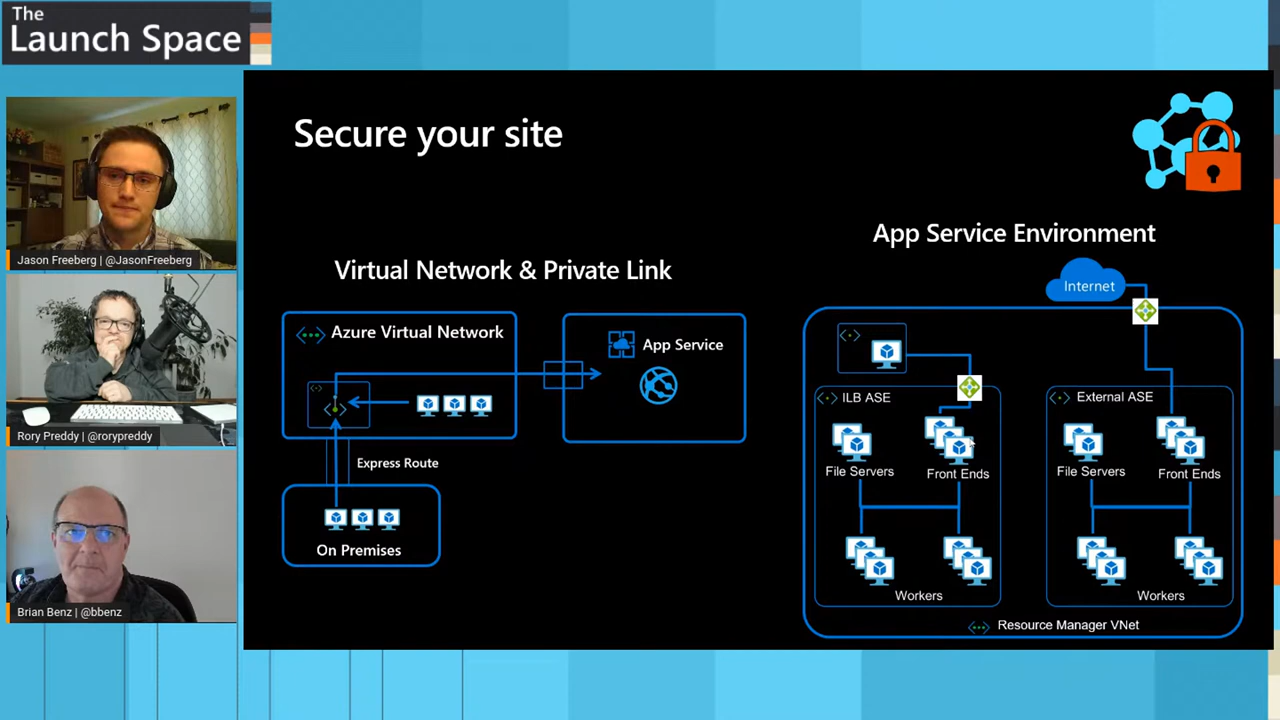 The
Launch Space
Jason Freeberg | @JasonFreeberg
Rory Preddy | @rorypreddy
Brian Benz | @bbenz
Secure your site
Virtual Network & Private Link
Azure Virtual Network
App Service
Express Route
On Premises
App Service Environment
Internet
ILB ASE
File Servers
Front Ends
Workers
External ASE
File Servers
Front Ends
Workers
Resource Manager VNet